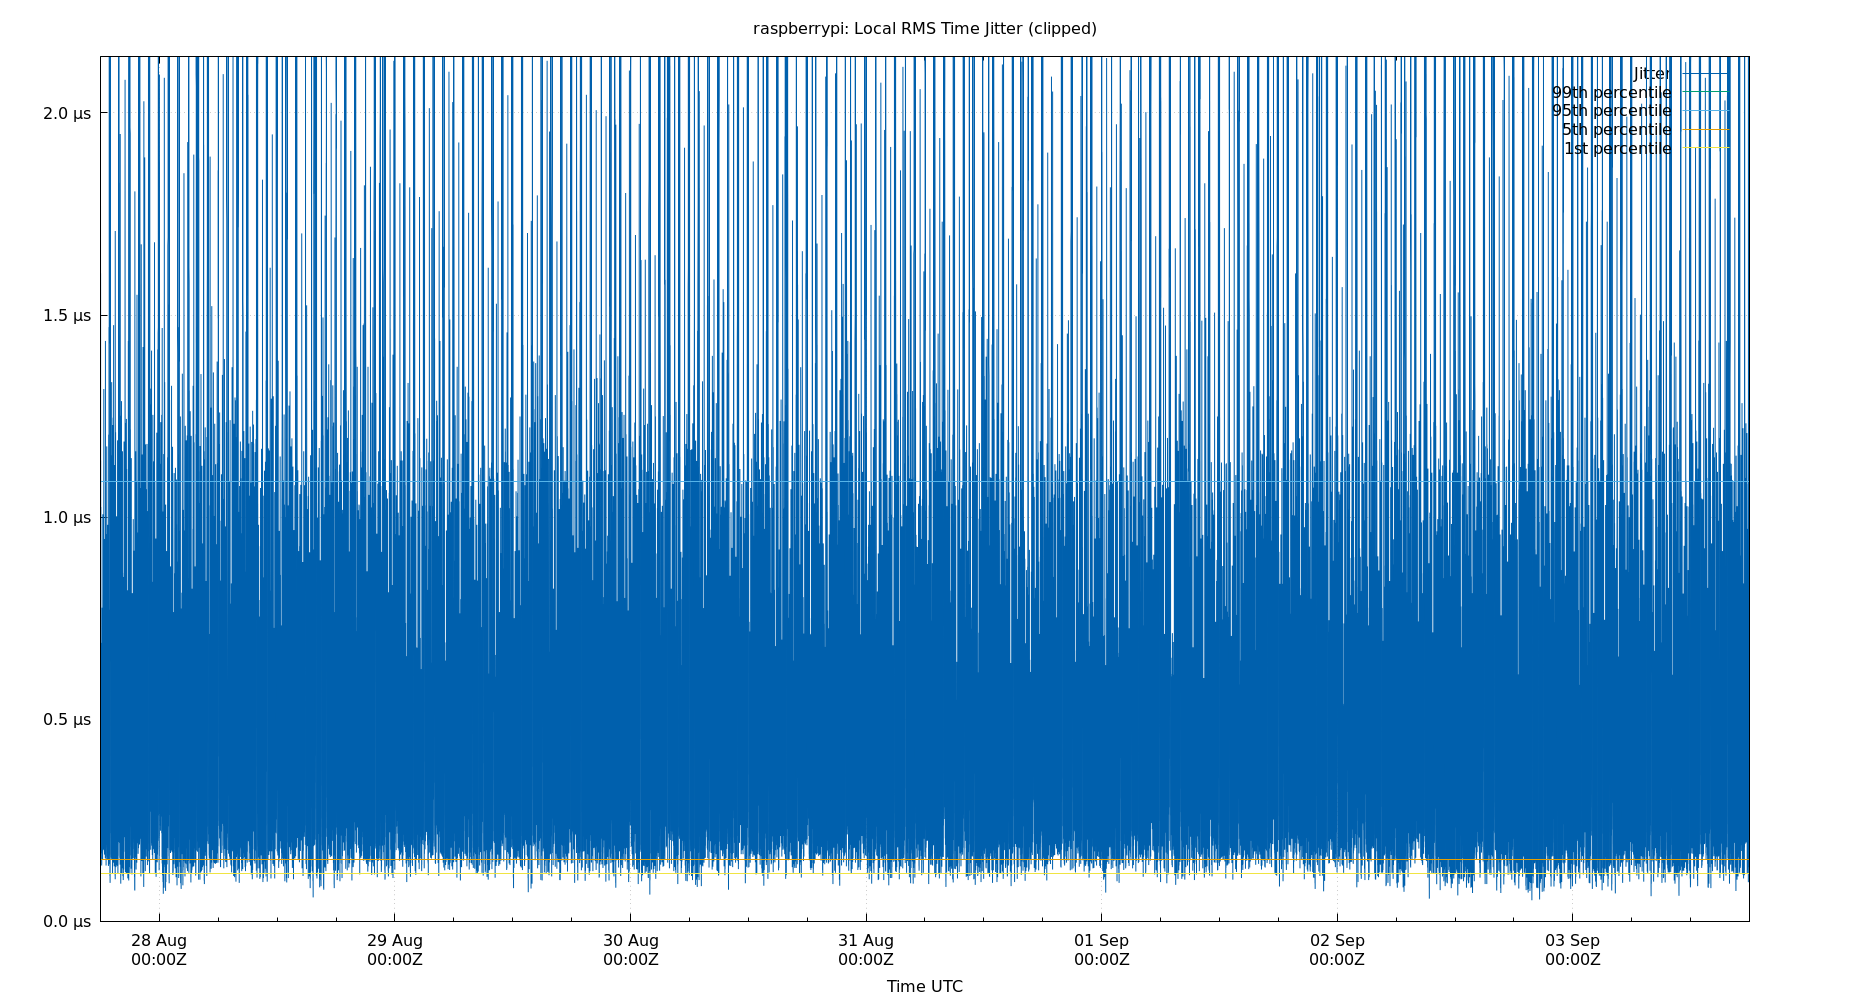 raspberrypi: Local RMS Time Jitter (clipped)
Jitter
99th percentile
95th percentile
5th percentile
1st percentile
2.0 µs
1.5 µs
1.0 µs
0.5 µs
0.0 µs
28 Aug 29 Aug 30 Aug 31 Aug 01 Sep 02 Sep 03 Sep
00:00Z 00:00Z 00:00Z 00:00Z 00:00Z 00:00Z 00:00Z
Time UTC